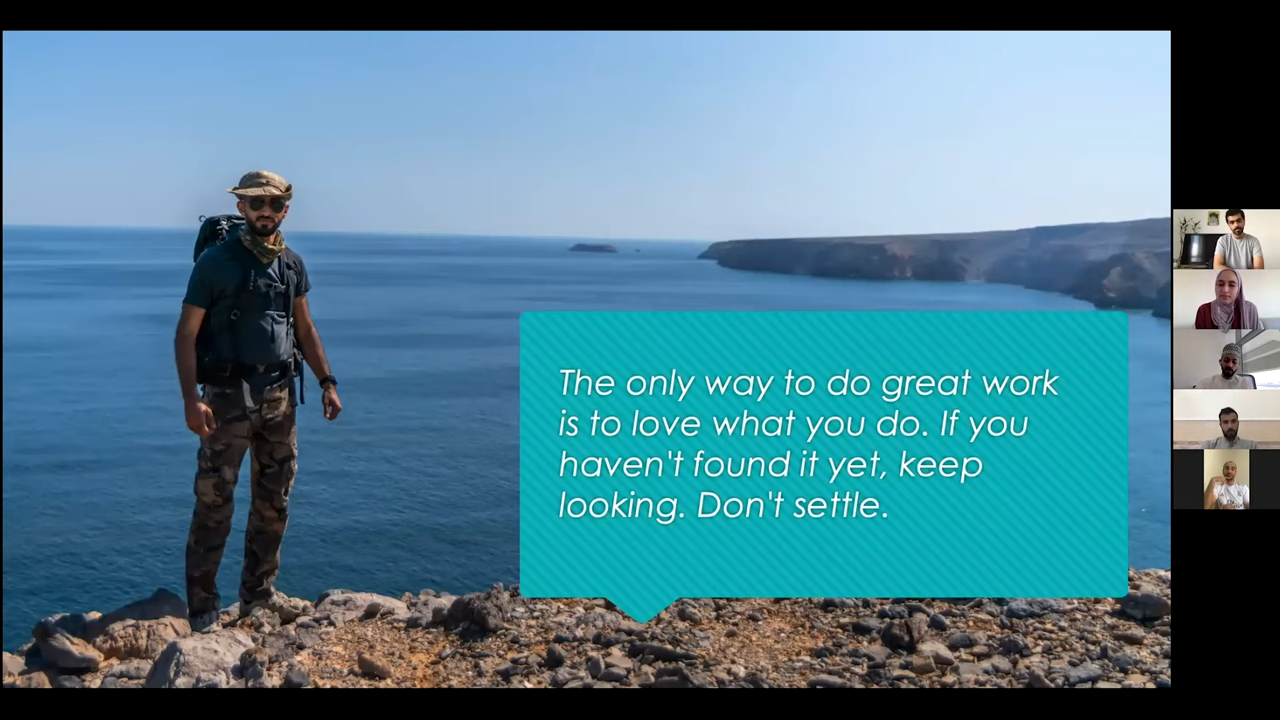 The only way to do great work
is to love what you do. If you
haven't found it yet, keep
looking. Don't settle.